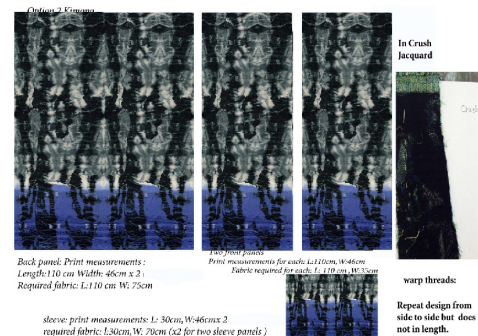 Option 2 Kimono
In Crush
Jacquard
Crush
Two front panels
Back panel: Print measurements :
Length:110 cm Width: 46cm x 2 :
Required fabric: L:110 cm W: 75cm
Print measurements for each: L:110cm, W:46cm
Fabric required for each: L: 110 cm ,W:35cm
warp threads:
Repeat design from
side to side but does
not in length.
sleeve: print measurements: L: 30cm, W:46cmx 2
required fabric: l:30cm, W: 70cm (x2 for two sleeve panels )